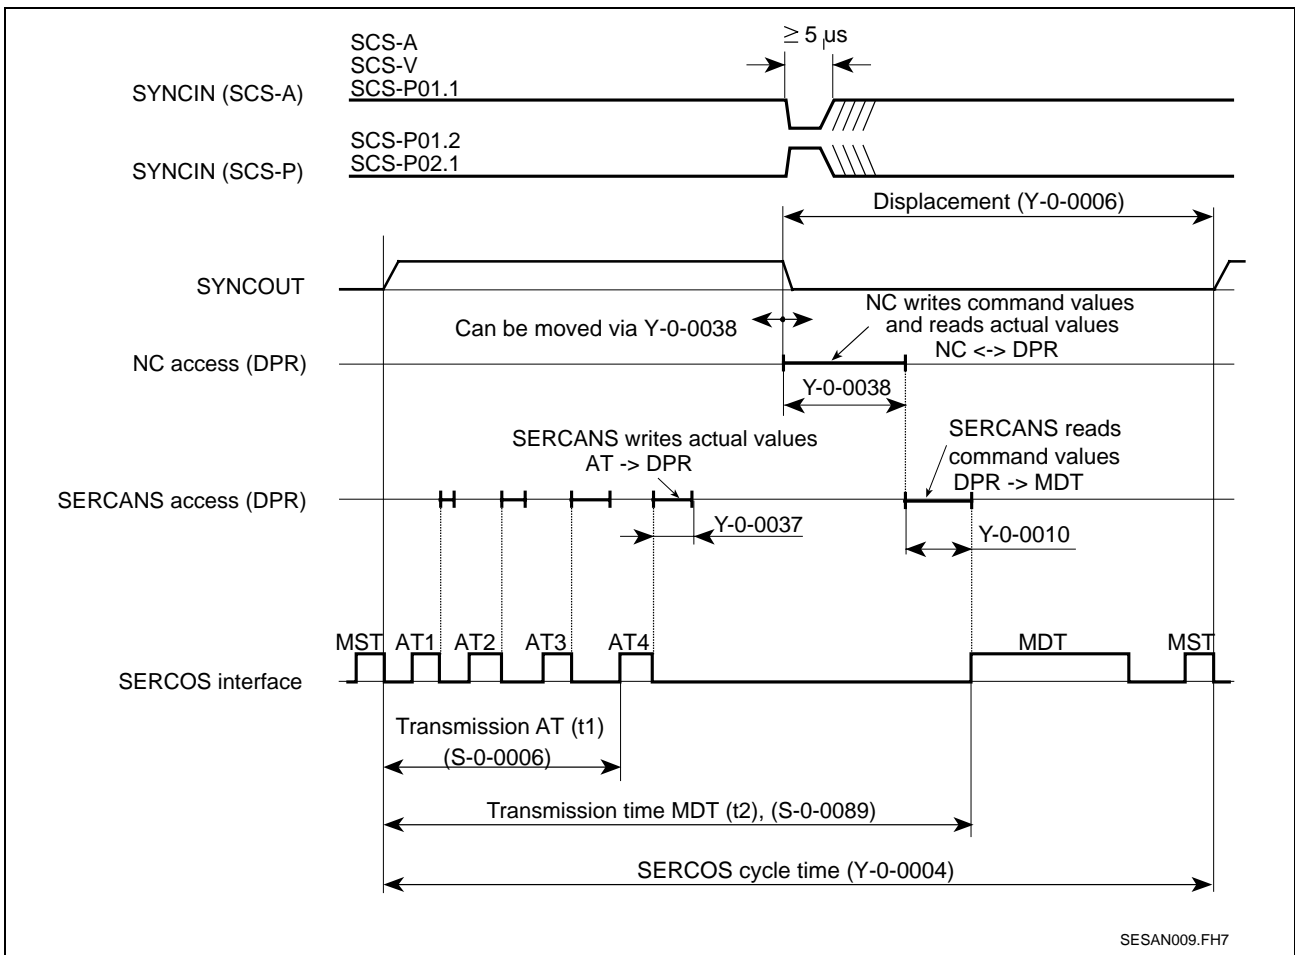 SCS-A
SCS-V
SCS-P01.1
≥ 5 µs
SYNCIN (SCS-A)
SCS-P01.2
SCS-P02.1
SYNCIN (SCS-P)
Displacement (Y-0-0006)
SYNCOUT
NC writes command values
and reads actual values
NC <-> DPR
Can be moved via Y-0-0038
NC access (DPR)
Y-0-0038
SERCANS writes actual values
AT -> DPR
SERCANS reads
command values
DPR -> MDT
SERCANS access (DPR)
Y-0-0037
Y-0-0010
MST AT1 AT2 AT3 AT4 MDT MST
SERCOS interface
Transmission AT (t1)
(S-0-0006)
Transmission time MDT (t2), (S-0-0089)
SERCOS cycle time (Y-0-0004)
SESAN009.FH7